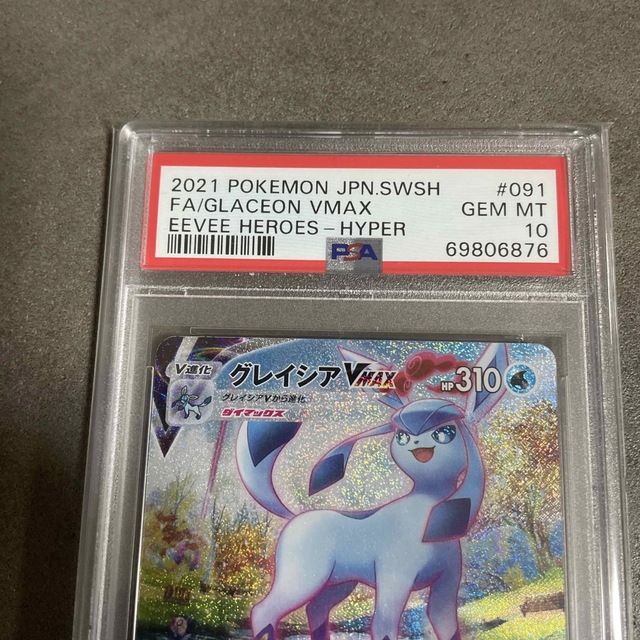 2021 POKEMON JPN.SWSH #091
FA/GLACEON VMAX GEM MT
EEVEE HEROES-HYPER 10
69806876
PSA
V進化 グレイシアVMAX HP310
グレイシアVから進化
ダイマックス